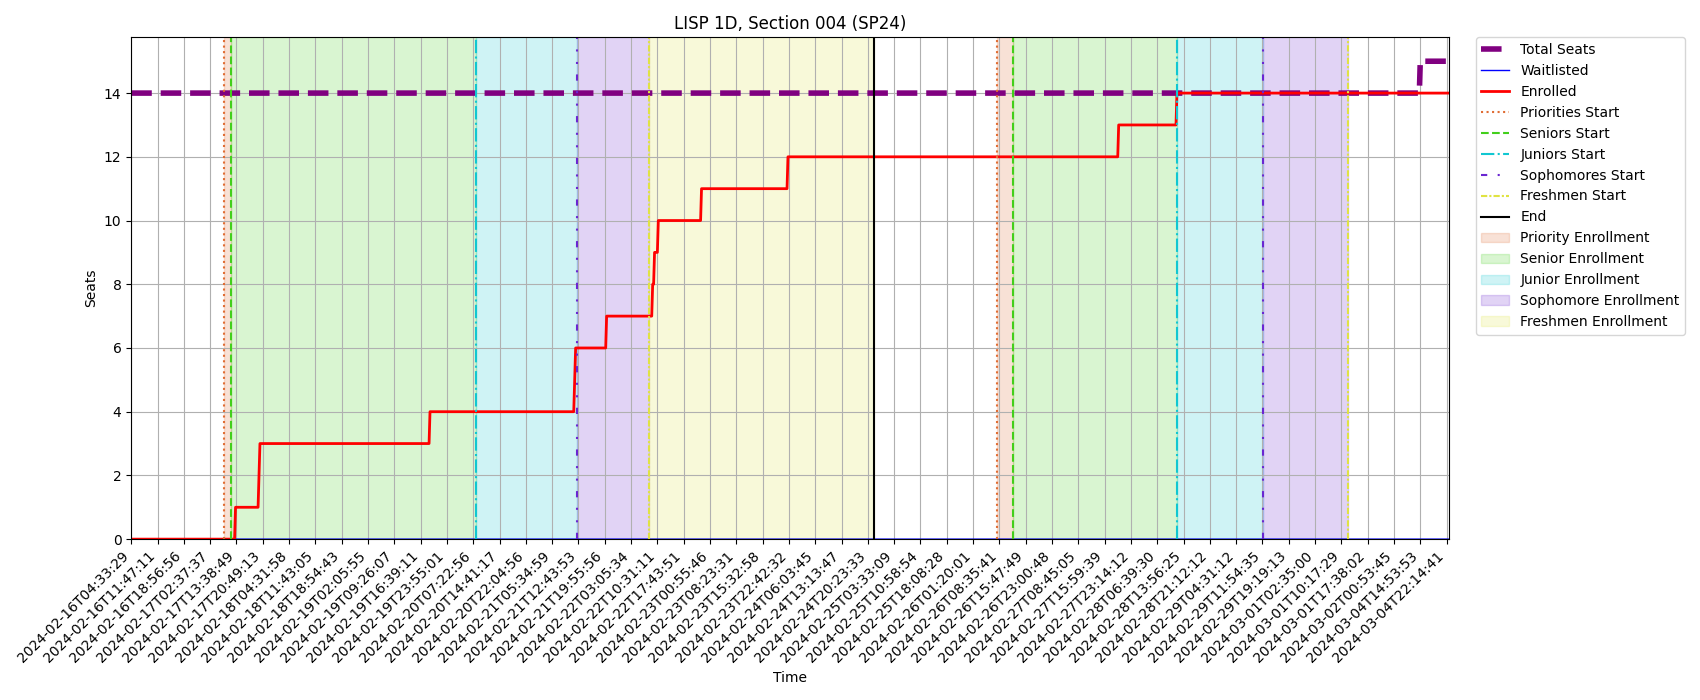 LISP 1D, Section 004 (SP24)
Seats
14
12
10
8
6
4
2
0
2024-02-16T04:33:29
2024-02-16T11:47:11
2024-02-16T18:56:56
2024-02-17T02:37:37
2024-02-17T13:38:49
2024-02-17T20:49:13
2024-02-18T04:31:58
2024-02-18T11:43:05
2024-02-18T18:54:43
2024-02-19T02:05:55
2024-02-19T09:26:07
2024-02-19T16:39:11
2024-02-19T23:55:01
2024-02-20T07:22:56
2024-02-20T14:41:17
2024-02-20T22:04:56
2024-02-21T05:34:59
2024-02-21T12:43:53
2024-02-21T19:55:56
2024-02-22T03:05:34
2024-02-22T10:31:11
2024-02-22T17:43:51
2024-02-23T00:55:46
2024-02-23T08:23:31
2024-02-23T15:32:58
2024-02-23T22:42:32
2024-02-24T06:03:45
2024-02-24T13:13:47
2024-02-24T20:23:33
2024-02-25T03:33:09
2024-02-25T10:58:54
2024-02-25T18:08:28
2024-02-26T01:20:01
2024-02-26T08:35:41
2024-02-26T15:47:49
2024-02-26T23:00:48
2024-02-27T08:45:05
2024-02-27T15:59:39
2024-02-27T23:14:12
2024-02-28T06:39:30
2024-02-28T13:56:25
2024-02-28T21:12:12
2024-02-29T04:31:12
2024-02-29T11:54:35
2024-02-29T19:19:13
2024-03-01T02:35:00
2024-03-01T10:17:29
2024-03-01T17:38:02
2024-03-02T00:53:45
2024-03-04T14:53:53
2024-03-04T22:14:41
Time
Total Seats
Waitlisted
Enrolled
Priorities Start
Seniors Start
Juniors Start
Sophomores Start
Freshmen Start
End
Priority Enrollment
Senior Enrollment
Junior Enrollment
Sophomore Enrollment
Freshmen Enrollment